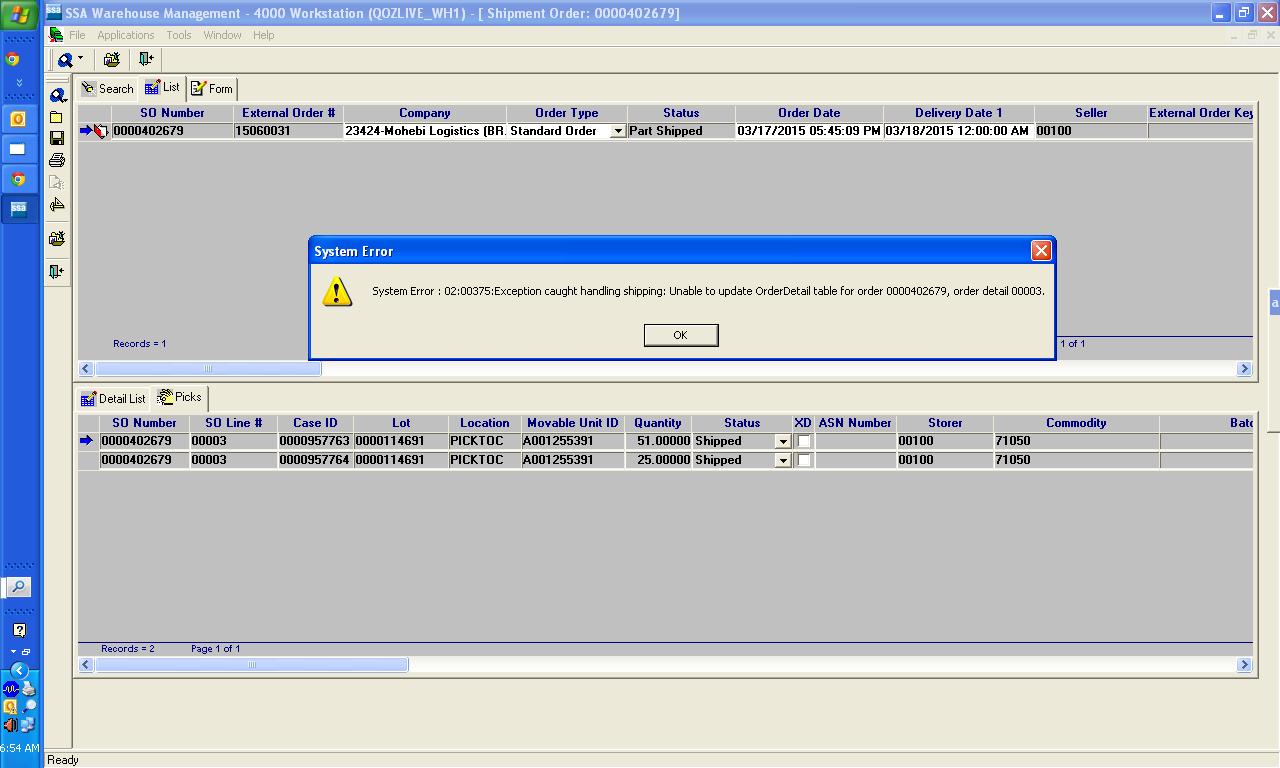 SSA Warehouse Management - 4000 Workstation (QOZLIVE_WH1) - [ Shipment Order: 0000402679]
File Applications Tools Window Help
Search List Form
SO Number External Order # Company Order Type Status Order Date Delivery Date 1 Seller External Order Key
0000402679 15060031 23424-Mohebi Logistics (BR. Standard Order Part Shipped 03/17/2015 05:45:09 PM 03/18/2015 12:00:00 AM 00100
System Error
System Error : 02:00375:Exception caught handling shipping: Unable to update OrderDetail table for order 0000402679, order detail 00003.
OK
Records = 1 1 of 1
Detail List Picks
SO Number SO Line # Case ID Lot Location Movable Unit ID Quantity Status XD ASN Number Storer Commodity Batc
0000402679 00003 0000957763 0000114691 PICKTOC A001255391 51.00000 Shipped 00100 71050
0000402679 00003 0000957764 0000114691 PICKTOC A001255391 25.00000 Shipped 00100 71050
Records = 2 Page 1 of 1
6:54 AM
Ready
ssa
ssa
a